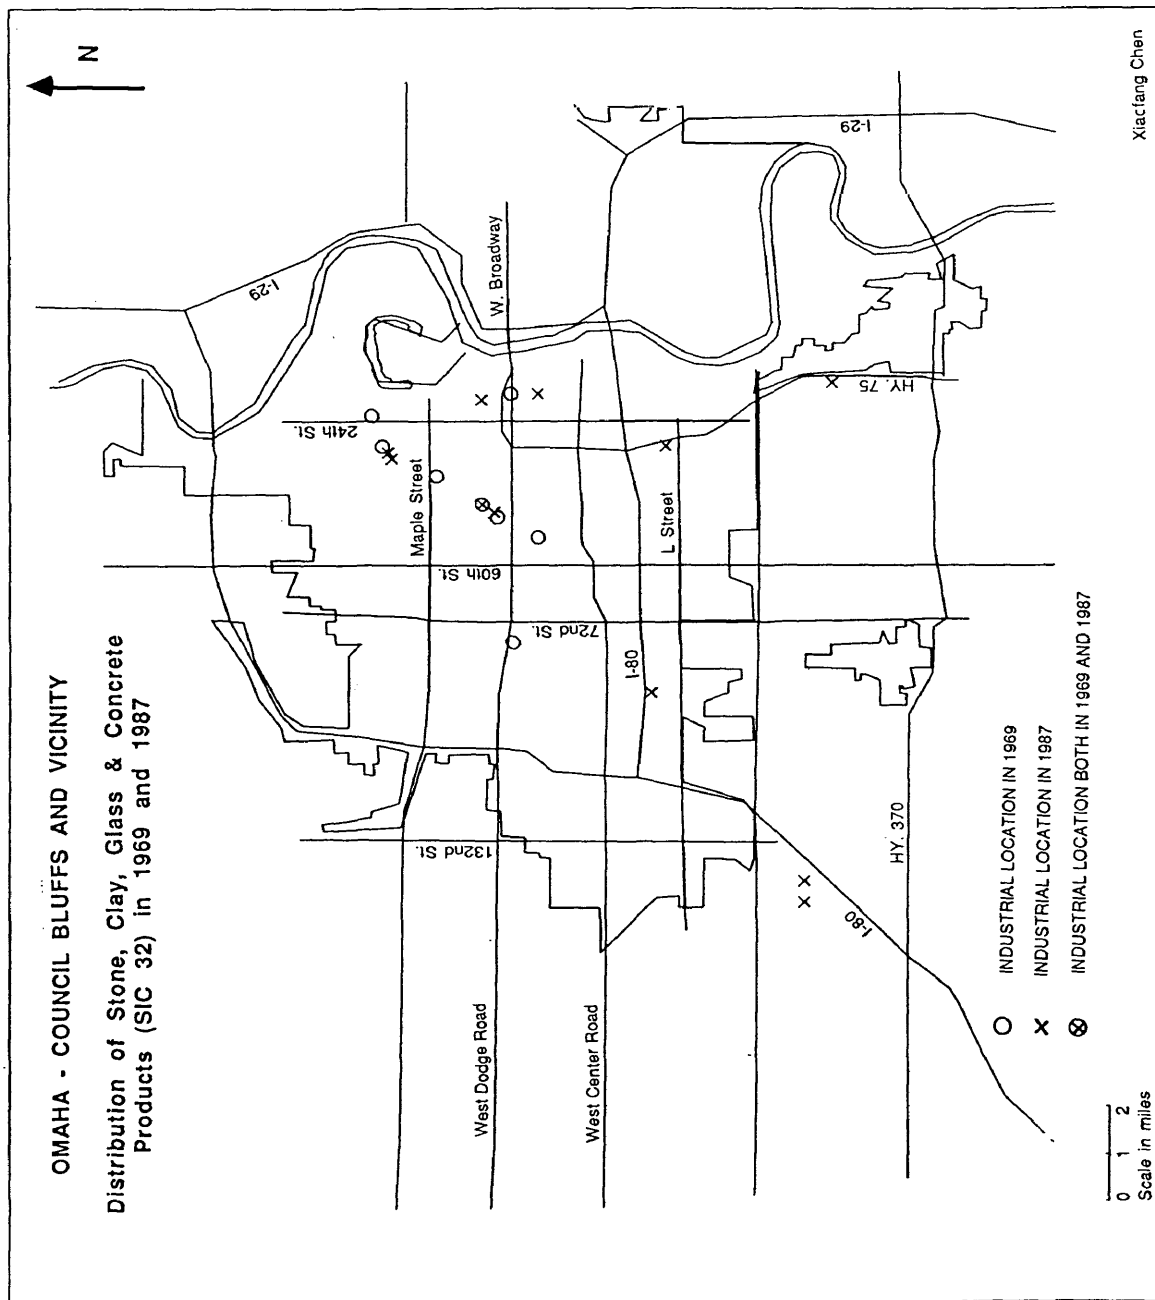 OMAHA - COUNCIL BLUFFS AND VICINITY
Distribution of Stone, Clay, Glass & Concrete
Products (SIC 32) in 1969 and 1987
N
I-29
24th St.
Maple Street
W. Broadway
60th St.
72nd St.
132nd St.
West Dodge Road
West Center Road
I-80
L Street
HY. 75
I-29
HY. 370
I-80
INDUSTRIAL LOCATION IN 1969
INDUSTRIAL LOCATION IN 1987
INDUSTRIAL LOCATION BOTH IN 1969 AND 1987
0 1 2
Scale in miles
Xiaofang Chen